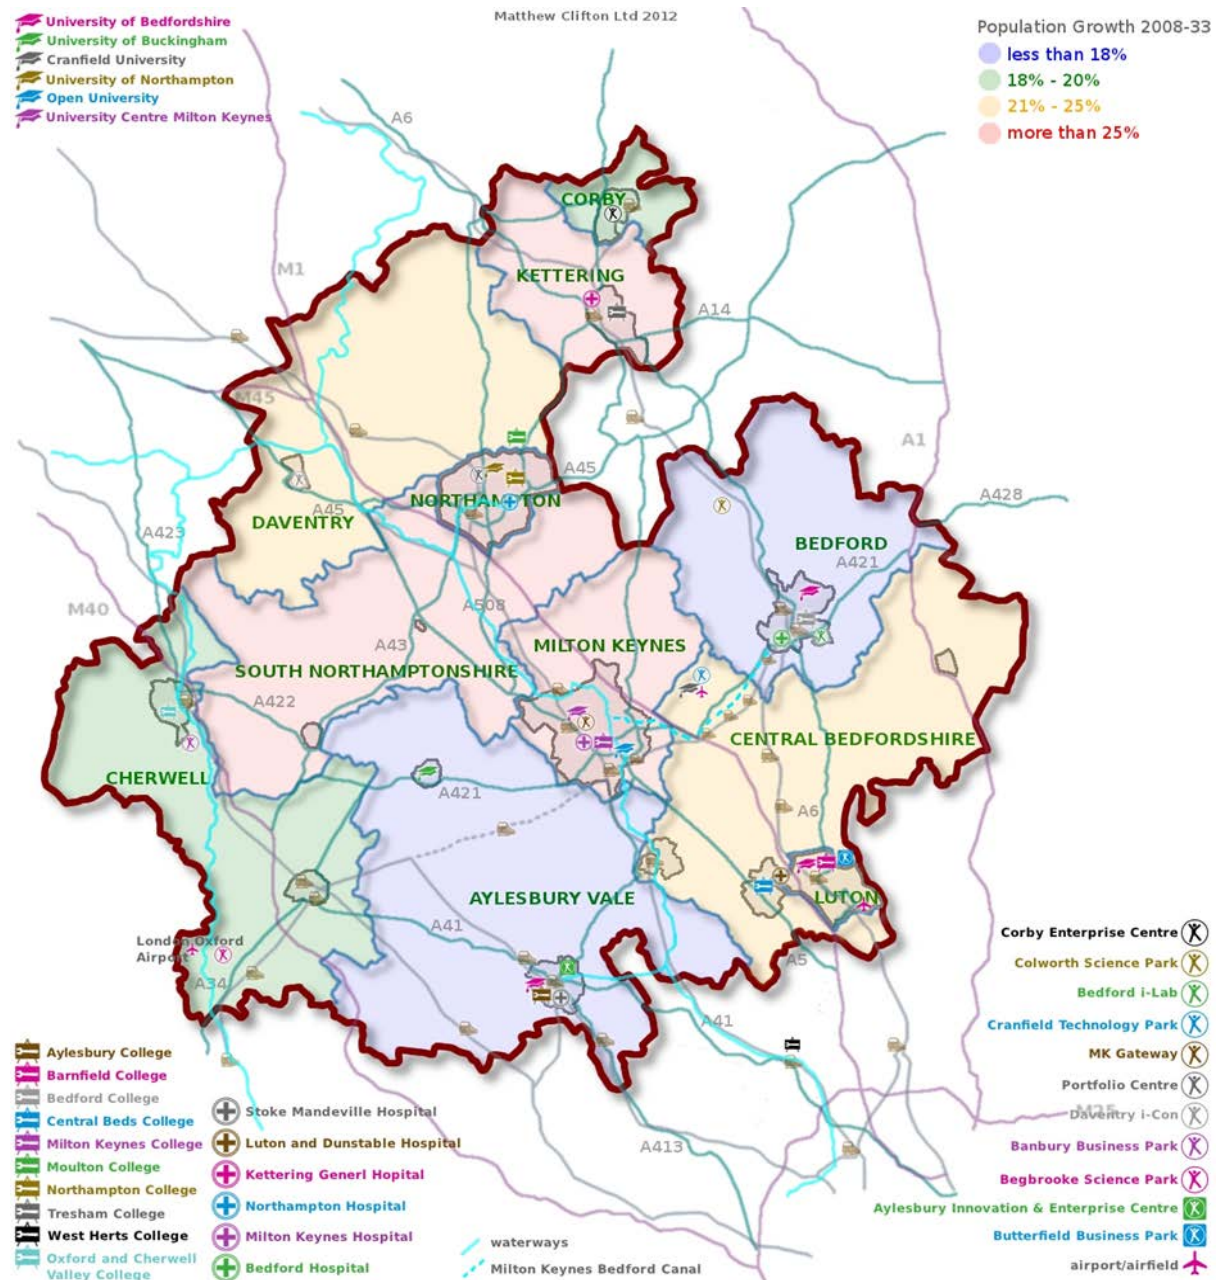 Matthew Clifton Ltd 2012
University of Bedfordshire
University of Buckingham
Cranfield University
University of Northampton
Open University
University Centre Milton Keynes
Population Growth 2008-33
less than 18%
18% - 20%
21% - 25%
more than 25%
A6
CORBY
M1
KETTERING
A14
M45
A1
A45
A428
NORTHAMPTON
A45
DAVENTRY
A423
BEDFORD
A421
M40
A508
A43
MILTON KEYNES
SOUTH NORTHAMPTONSHIRE
A422
CENTRAL BEDFORDSHIRE
CHERWELL
A421
A6
AYLESBURY VALE
LUTON
A41
London Oxford
Airport
A5
A34
A41
M25
A413
Corby Enterprise Centre
Colworth Science Park
Bedford i-Lab
Cranfield Technology Park
MK Gateway
Portfolio Centre
Daventry i-Con
Banbury Business Park
Begbrooke Science Park
Aylesbury Innovation & Enterprise Centre
Butterfield Business Park
airport/airfield
Aylesbury College
Barnfield College
Bedford College
Central Beds College
Milton Keynes College
Moulton College
Northampton College
Tresham College
West Herts College
Oxford and Cherwell
Valley College
Stoke Mandeville Hospital
Luton and Dunstable Hospital
Kettering Generl Hopital
Northampton Hospital
Milton Keynes Hospital
Bedford Hospital
waterways
Milton Keynes Bedford Canal